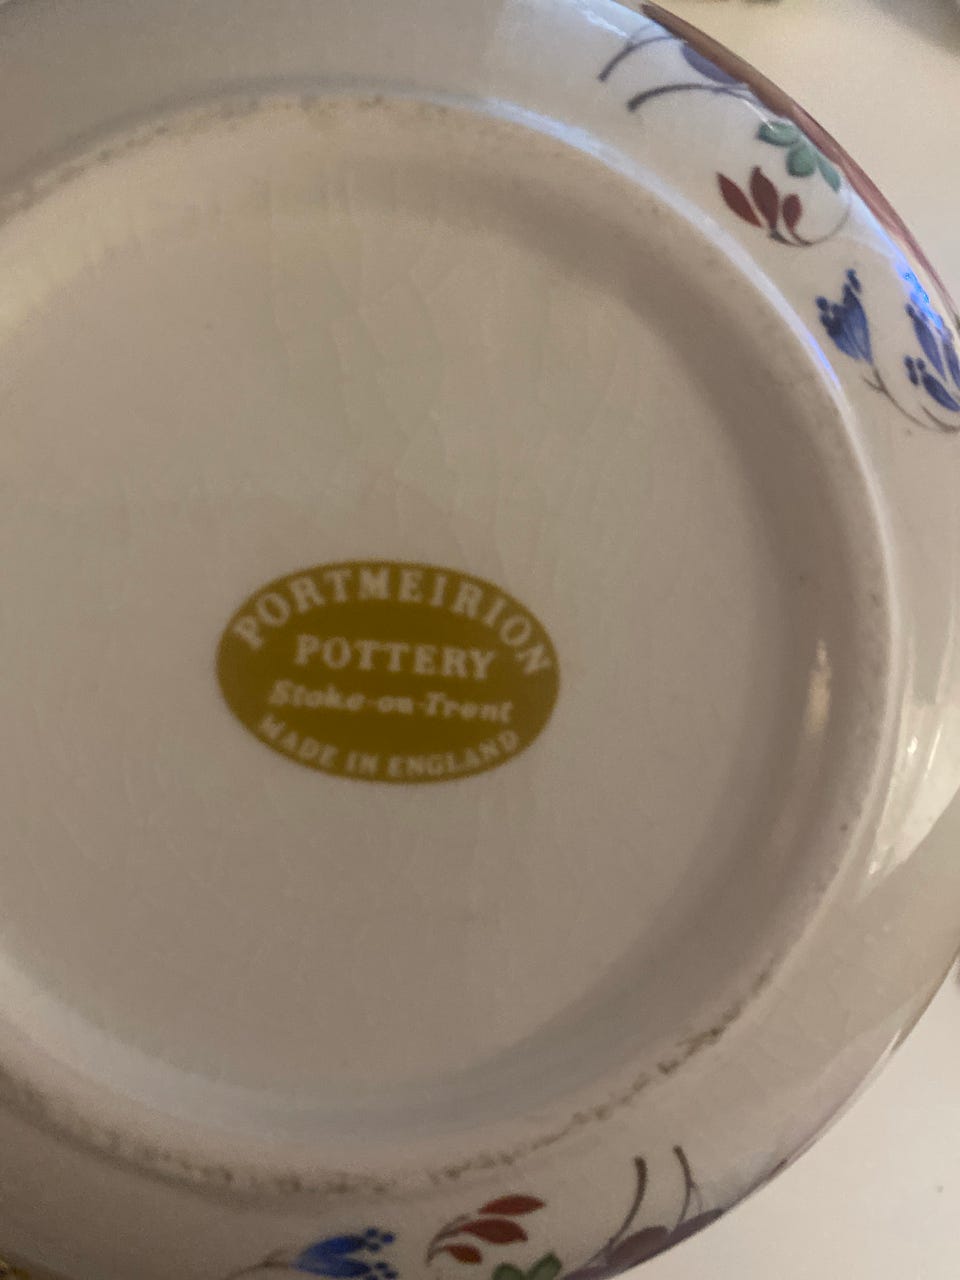 PORTMEIRION
POTTERY
Stoke-on-Trent
MADE IN ENGLAND